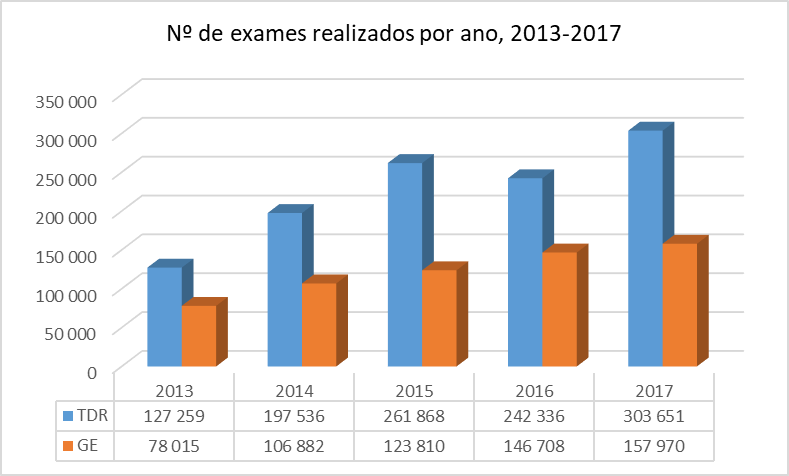 Nº de exames realizados por ano, 2013-2017
350 000
300 000
250 000
200 000
150 000
100 000
50 000
0
2013 2014 2015 2016 2017
TDR 127 259 197 536 261 868 242 336 303 651
GE 78 015 106 882 123 810 146 708 157 970